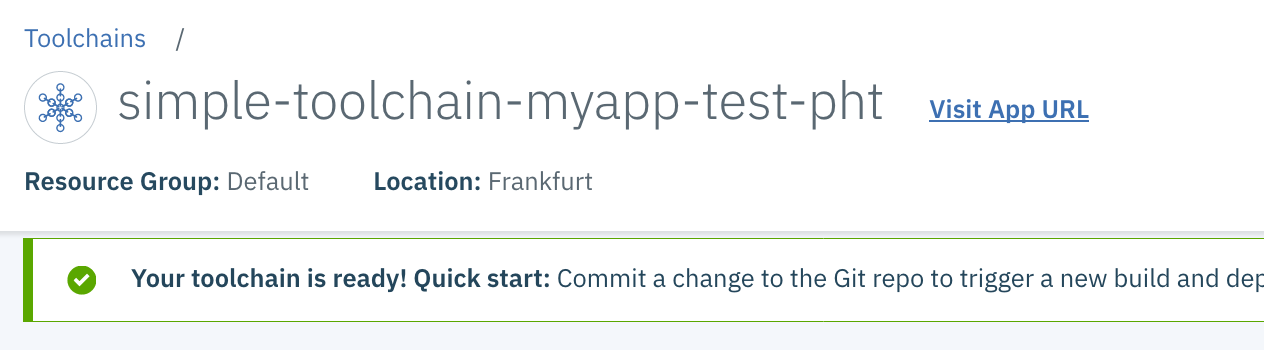 Toolchains /
simple-toolchain-myapp-test-pht Visit App URL
Resource Group: Default Location: Frankfurt
Your toolchain is ready! Quick start: Commit a change to the Git repo to trigger a new build and dep